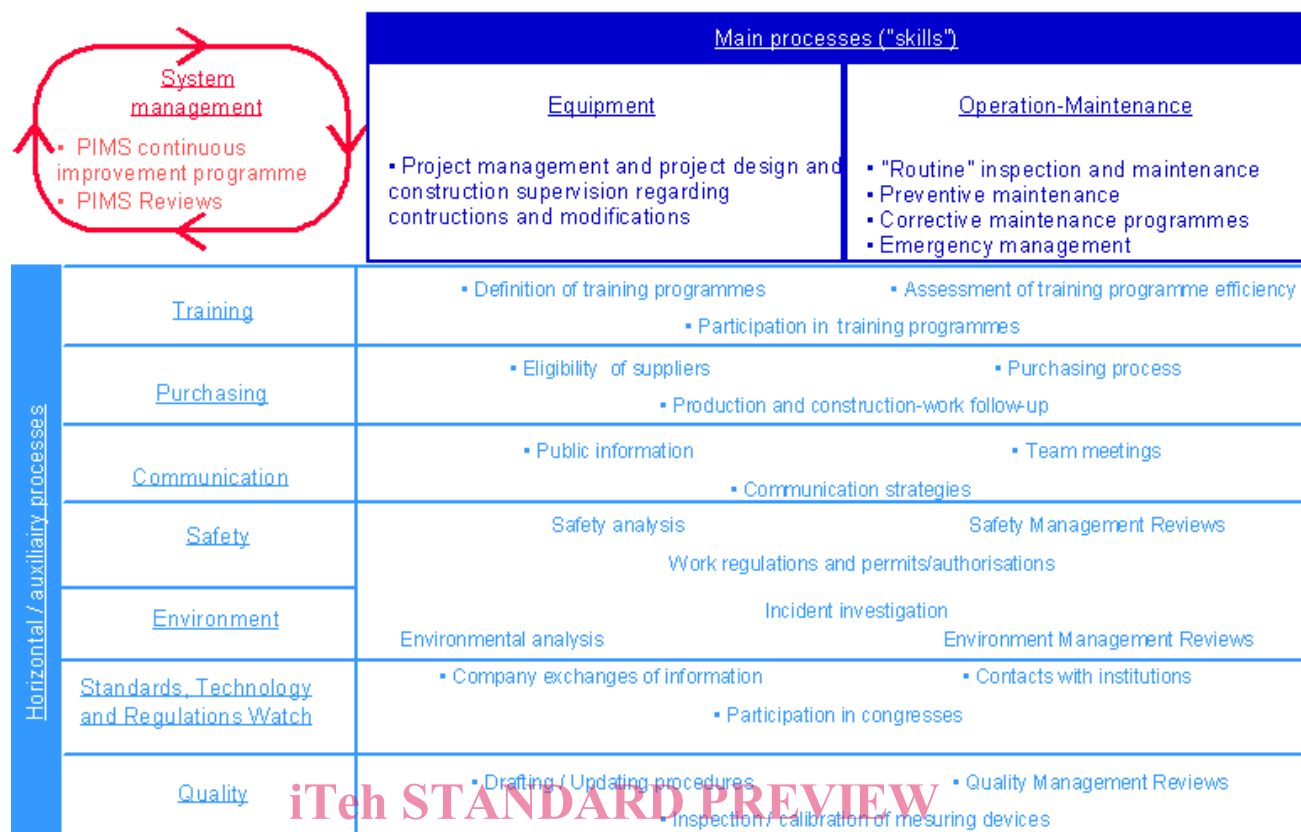 Main processes ("skills")
System
management
▪ PIMS continuous
improvement programme
▪ PIMS Reviews
Equipment
▪ Project management and project design and
construction supervision regarding
contructions and modifications
Operation-Maintenance
▪ "Routine" inspection and maintenance
▪ Preventive maintenance
▪ Corrective maintenance programmes
▪ Emergency management
Horizontal / auxiliairy processes
Training
▪ Definition of training programmes
▪ Assessment of training programme efficiency
▪ Participation in training programmes
Purchasing
▪ Eligibility of suppliers
▪ Purchasing process
▪ Production and construction-work follow-up
Communication
▪ Public information
▪ Team meetings
▪ Communication strategies
Safety
Safety analysis
Safety Management Reviews
Work regulations and permits/authorisations
Environment
Incident investigation
Environmental analysis
Environment Management Reviews
Standards, Technology
and Regulations Watch
▪ Company exchanges of information
▪ Contacts with institutions
▪ Participation in congresses
Quality
▪ Drafting / Updating procedures
▪ Quality Management Reviews
▪ Inspection / calibration of mesuring devices
iTeh STANDARD PREVIEW